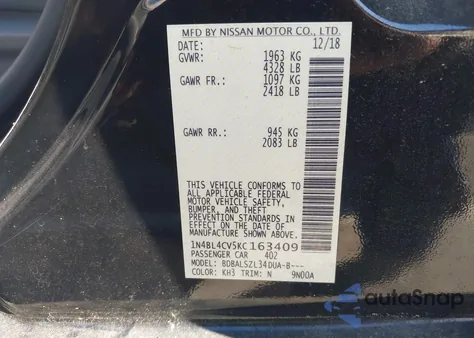 MFD BY NISSAN MOTOR CO., LTD.
DATE: 12/18
GVWR: 1963 KG
4328 LB
GAWR FR.: 1097 KG
2418 LB
GAWR RR.: 945 KG
2083 LB
THIS VEHICLE CONFORMS TO
ALL APPLICABLE FEDERAL
MOTOR VEHICLE SAFETY,
BUMPER, AND THEFT
PREVENTION STANDARDS
IN EFFECT ON THE DATE OF
MANUFACTURE SHOWN ABOVE.
1N4BL4CV5KC163409
PASSENGER CAR 402
MODEL: BDBALSZL34DUA-B---
COLOR: KH3 TRIM: N 9N00A
autoSnap